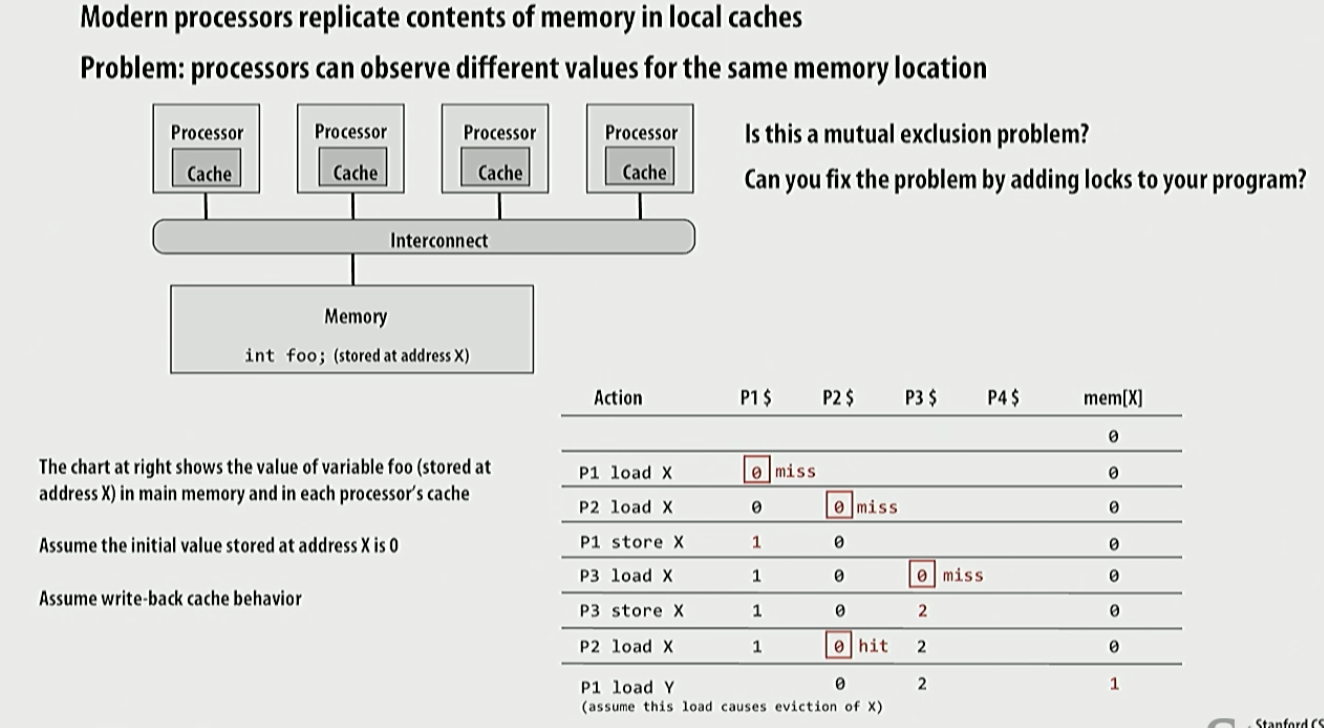 Modern processors replicate contents of memory in local caches
Problem: processors can observe different values for the same memory location
Processor Processor Processor Processor
Cache Cache Cache Cache
Interconnect
Memory
int foo; (stored at address X)
Is this a mutual exclusion problem?
Can you fix the problem by adding locks to your program?
The chart at right shows the value of variable foo (stored at
address X) in main memory and in each processor's cache
Assume the initial value stored at address X is 0
Assume write-back cache behavior
Action P1 $ P2 $ P3 $ P4 $ mem[X]
0
P1 load X 0 miss 0
P2 load X 0 0 miss 0
P1 store X 1 0 0
P3 load X 1 0 0 miss 0
P3 store X 1 0 2 0
P2 load X 1 0 hit 2 0
P1 load Y 0 2 1
(assume this load causes eviction of X)
Stanford CS